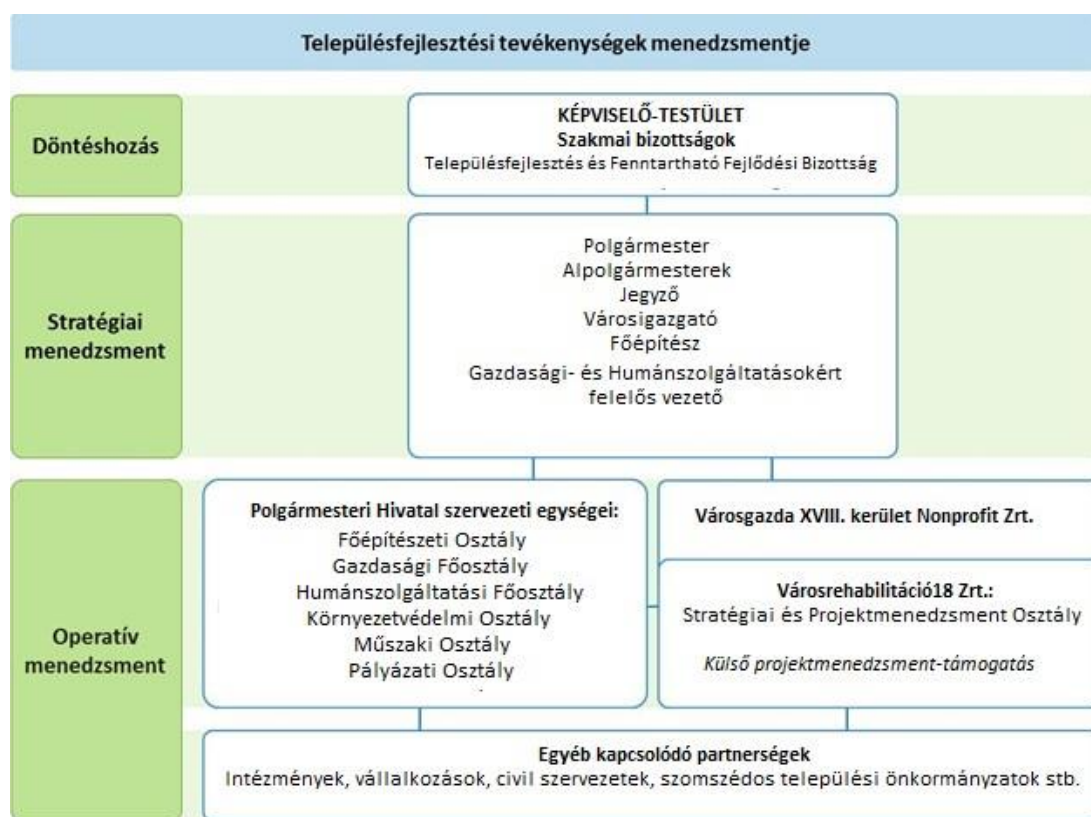 Településfejlesztési tevékenységek menedzsmentje
Döntéshozás
KÉPVISELŐ-TESTÜLET
Szakmai bizottságok
Településfejlesztés és Fenntartható Fejlődési Bizottság
Stratégiai
menedzsment
Polgármester
Alpolgármesterek
Jegyző
Városigazgató
Főépítész
Gazdasági- és Humánszolgáltatásokért
felelős vezető
Operatív
menedzsment
Polgármesteri Hivatal szervezeti egységei:
Főépítészeti Osztály
Gazdasági Főosztály
Humánszolgáltatási Főosztály
Környezetvédelmi Osztály
Műszaki Osztály
Pályázati Osztály
Városgazda XVIII. kerület Nonprofit Zrt.
Városrehabilitáció18 Zrt.:
Stratégiai és Projektmenedzsment Osztály
Külső projektmenedzsment-támogatás
Egyéb kapcsolódó partnerségek
Intézmények, vállalkozások, civil szervezetek, szomszédos települési önkormányzatok stb.